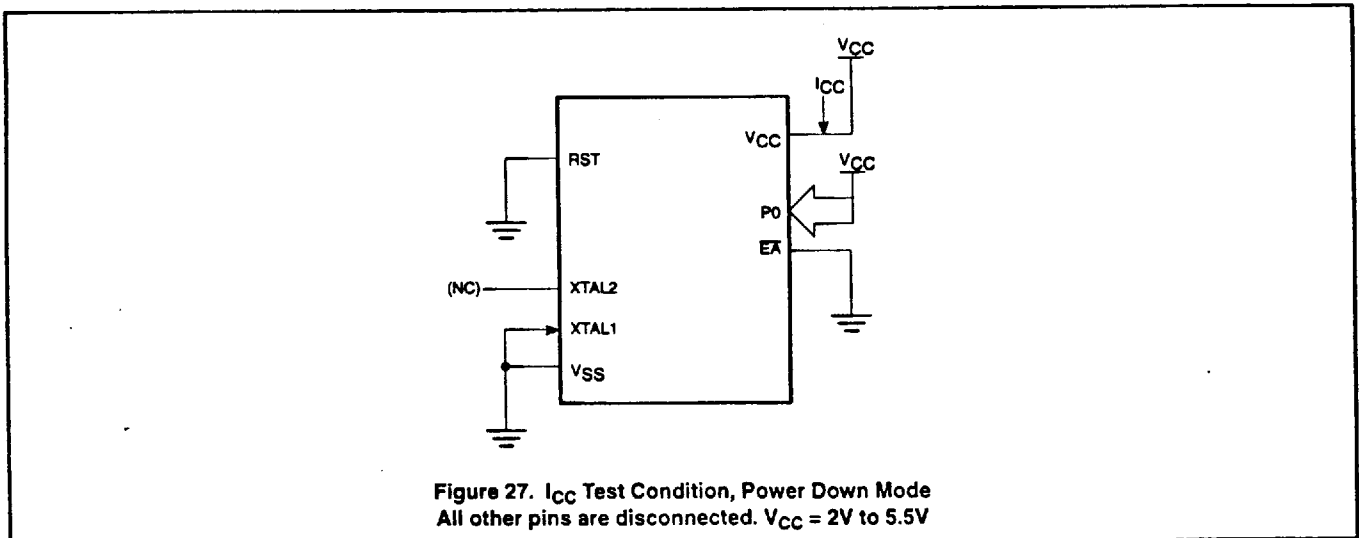 VCC
ICC
VCC
VCC
RST
P0
EA
(NC)
XTAL2
XTAL1
VSS
Figure 27. ICC Test Condition, Power Down Mode
All other pins are disconnected. VCC = 2V to 5.5V